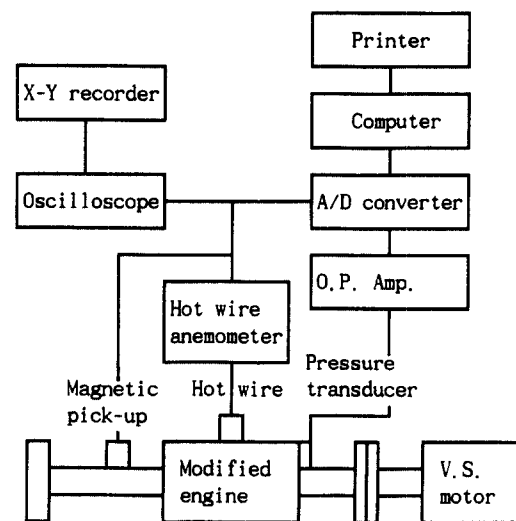 Printer
X-Y recorder
Computer
Oscilloscope
A/D converter
O.P. Amp.
Hot wire
anemometer
Pressure
transducer
Magnetic
pick-up
Hot wire
Modified
engine
V.S.
motor